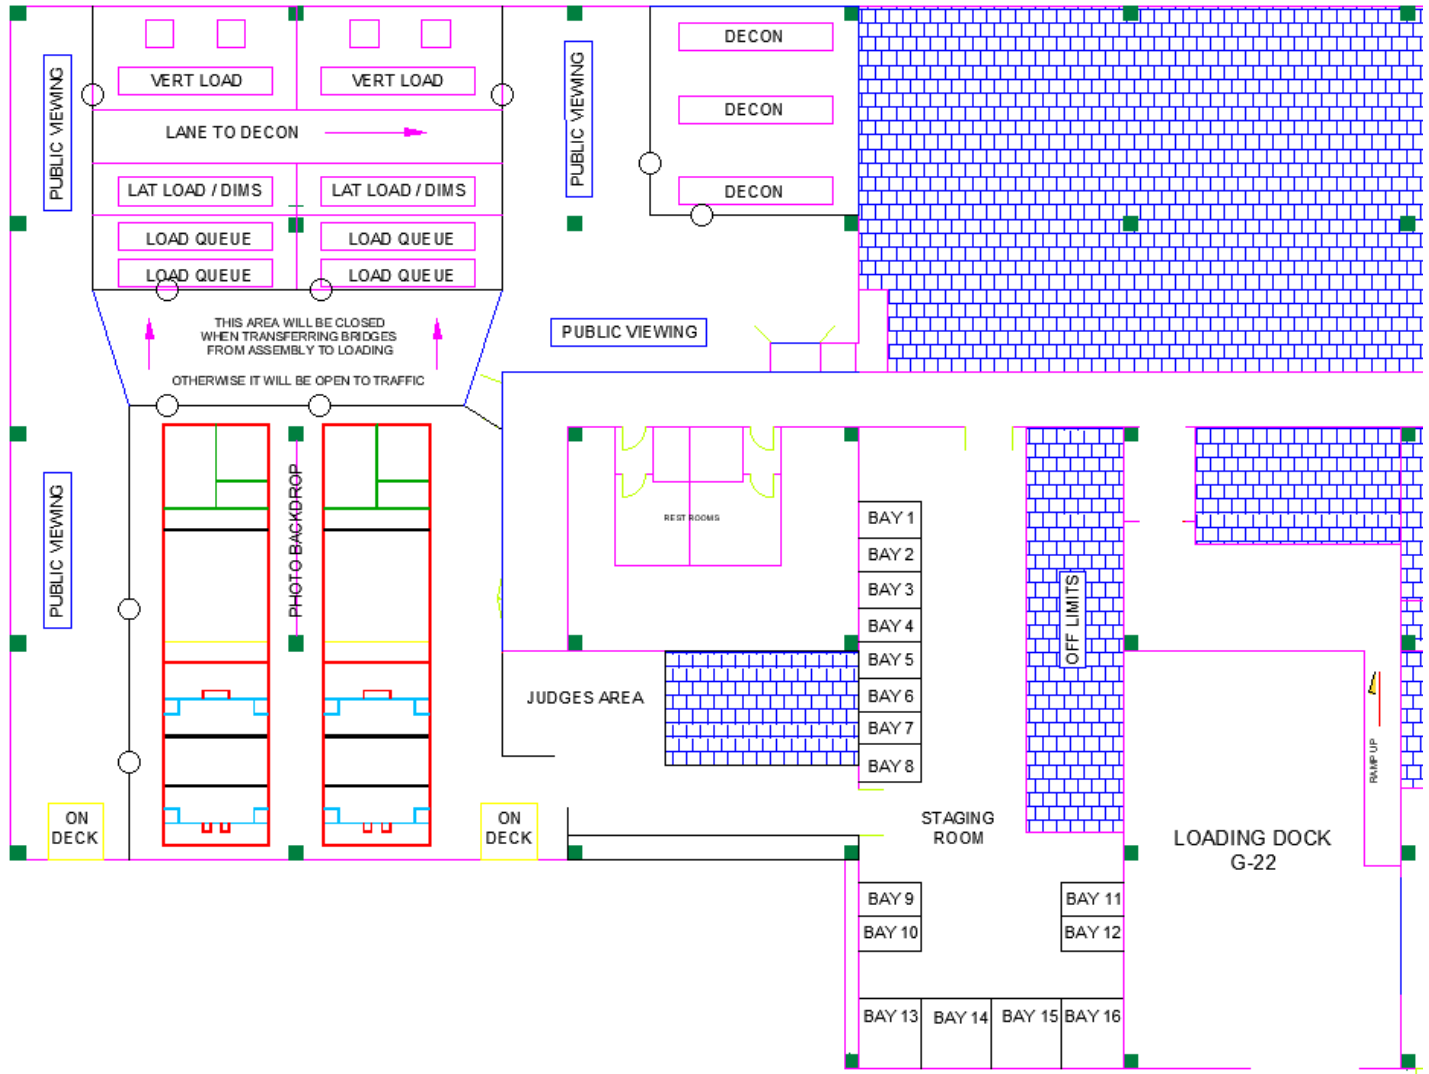 DECON
VERT LOAD
VERT LOAD
PUBLIC VIEWING
PUBLIC VIEWING
DECON
LANE TO DECON
LAT LOAD / DIMS
LAT LOAD / DIMS
DECON
LOAD QUEUE
LOAD QUEUE
LOAD QUEUE
LOAD QUEUE
THIS AREA WILL BE CLOSED
WHEN TRANSFERRING BRIDGES
FROM ASSEMBLY TO LOADING
OTHERWISE IT WILL BE OPEN TO TRAFFIC
PUBLIC VIEWING
PUBLIC VIEWING
PHOTO BACKDROP
REST ROOMS
BAY 1
BAY 2
BAY 3
BAY 4
BAY 5
BAY 6
BAY 7
BAY 8
OFF LIMITS
JUDGES AREA
RAMP UP
ON
DECK
ON
DECK
STAGING
ROOM
LOADING DOCK
G-22
BAY 9
BAY 10
BAY 11
BAY 12
BAY 13
BAY 14
BAY 15
BAY 16